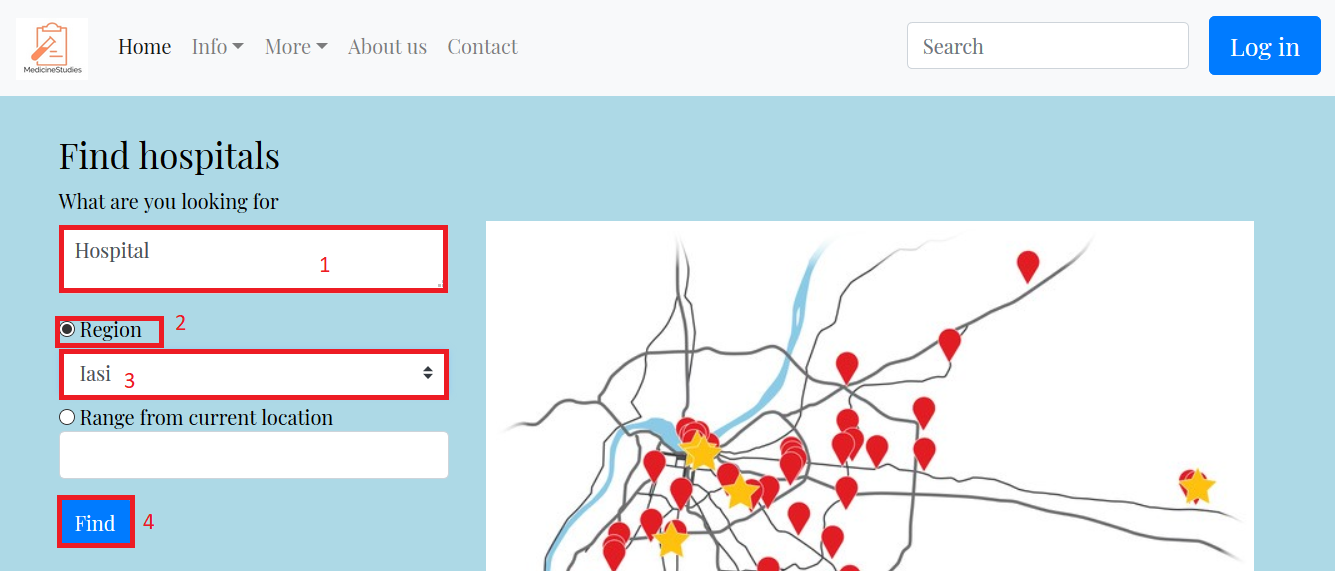 MedicineStudies
Home Info More About us Contact Search Log in
Find hospitals
What are you looking for
Hospital 1
Region 2
Iasi 3
Range from current location
Find 4